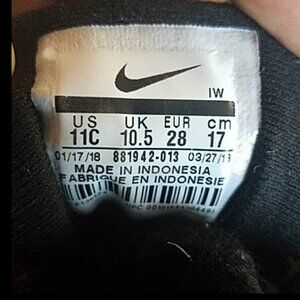 IW
US UK EUR cm
11C 10.5 28 17
01/17/18 881942-013 03/27/18
MADE IN INDONESIA
FABRIQUE EN INDONESIE